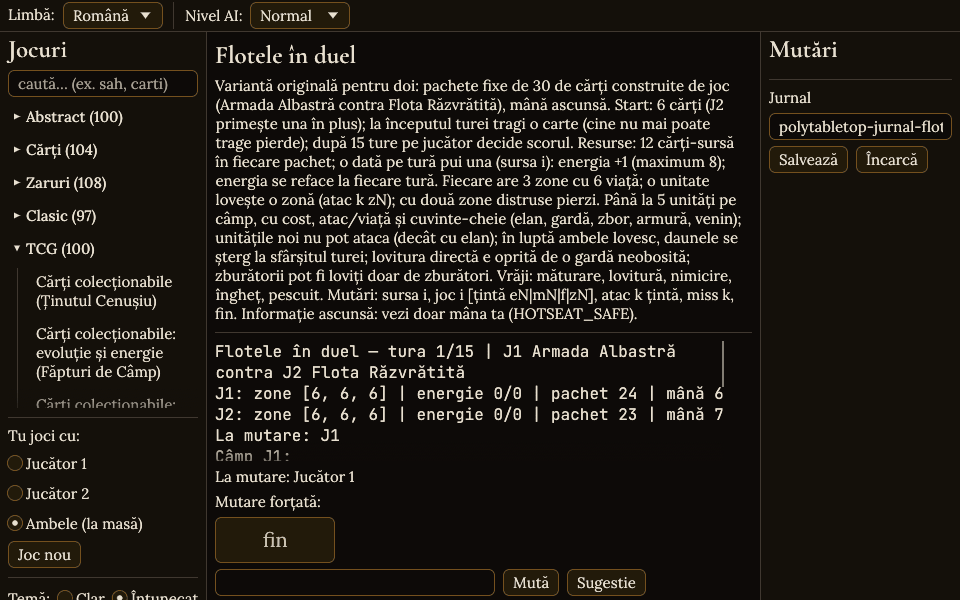 Limbă:
Română
Nivel AI:
Normal
Jocuri
caută... (ex. sah, carti)
Abstract (100)
Cărți (104)
Zaruri (108)
Clasic (97)
TCG (100)
Cărți colecționabile
(Ținutul Cenușiu)
Cărți colecționabile:
evoluție și energie
(Făpturi de Câmp)
Cărți colecționabile:
Tu joci cu:
Jucător 1
Jucător 2
Ambele (la masă)
Joc nou
Temă:
Clar
Întunecat
Flotele în duel
Variantă originală pentru doi: pachete fixe de 30 de cărți construite de joc
(Armada Albastră contra Flota Răzvrătită), mână ascunsă. Start: 6 cărți (J2
primește una în plus); la începutul turei tragi o carte (cine nu mai poate
trage pierde); după 15 ture pe jucător decide scorul. Resurse: 12 cărți-sursă
în fiecare pachet; o dată pe tură pui una (sursa i): energia +1 (maximum 8);
energia se reface la fiecare tură. Fiecare are 3 zone cu 6 viață; o unitate
lovește o zonă (atac k zN); cu două zone distruse pierzi. Până la 5 unități pe
câmp, cu cost, atac/viață și cuvinte-cheie (elan, gardă, zbor, armură, venin);
unitățile noi nu pot ataca (decât cu elan); în luptă ambele lovesc, daunele se
șterg la sfârșitul turei; lovitura directă e oprită de o gardă neobosită;
zburătorii pot fi loviți doar de zburători. Vrăji: măturare, lovitură, nimicire,
îngheț, pescuit. Mutări: sursa i, joc i [țintă eN|mN|f|zN], atac k țintă, miss k,
fin. Informație ascunsă: vezi doar mâna ta (HOTSEAT_SAFE).
Flotele în duel — tura 1/15 | J1 Armada Albastră
contra J2 Flota Răzvrătită
J1: zone [6, 6, 6] | energie 0/0 | pachet 24 | mână 6
J2: zone [6, 6, 6] | energie 0/0 | pachet 23 | mână 7
La mutare: J1
Câmp J1:
La mutare: Jucător 1
Mutare forțată:
fin
Mută
Sugestie
Mutări
Jurnal
polytabletop-jurnal-flot
Salvează
Încarcă